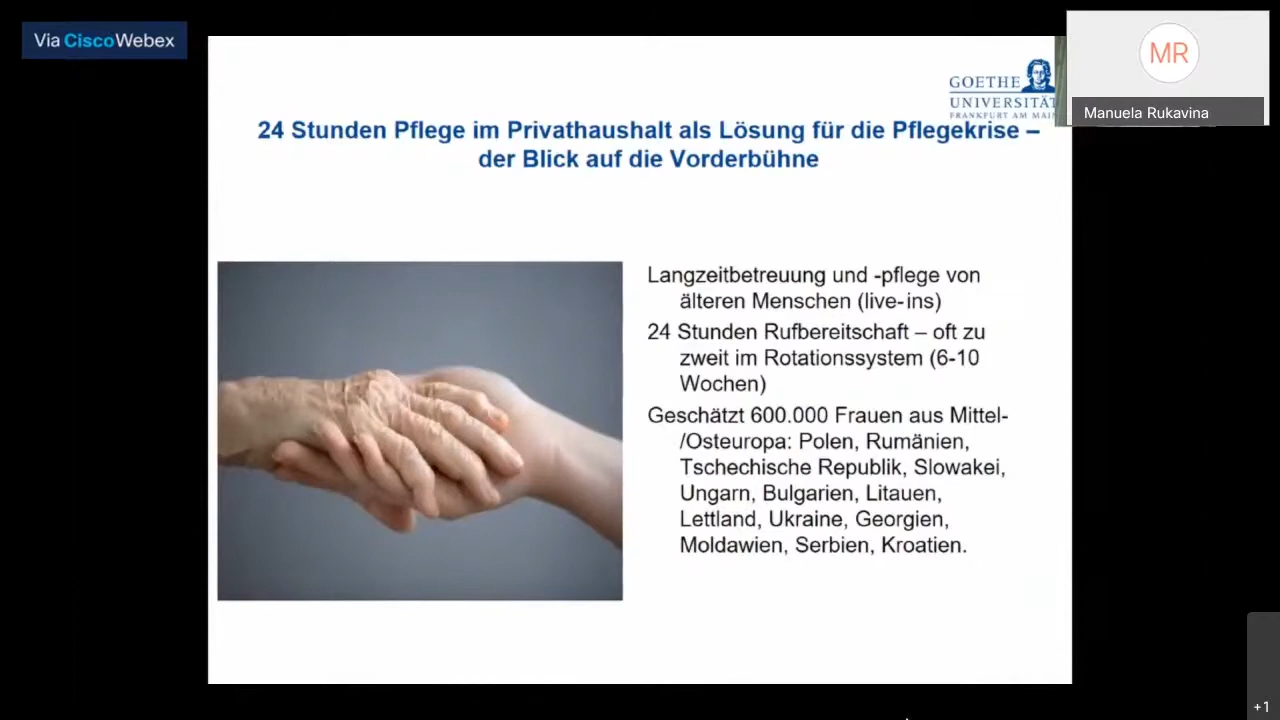 Via Cisco Webex
GOETHE
UNIVERSITÄT
FRANKFURT AM MAIN
MR
Manuela Rukavina
24 Stunden Pflege im Privathaushalt als Lösung für die Pflegekrise –
der Blick auf die Vorderbühne
Langzeitbetreuung und -pflege von
älteren Menschen (live-ins)
24 Stunden Rufbereitschaft – oft zu
zweit im Rotationssystem (6-10
Wochen)
Geschätzt 600.000 Frauen aus Mittel-
/Osteuropa: Polen, Rumänien,
Tschechische Republik, Slowakei,
Ungarn, Bulgarien, Litauen,
Lettland, Ukraine, Georgien,
Moldawien, Serbien, Kroatien.
+1